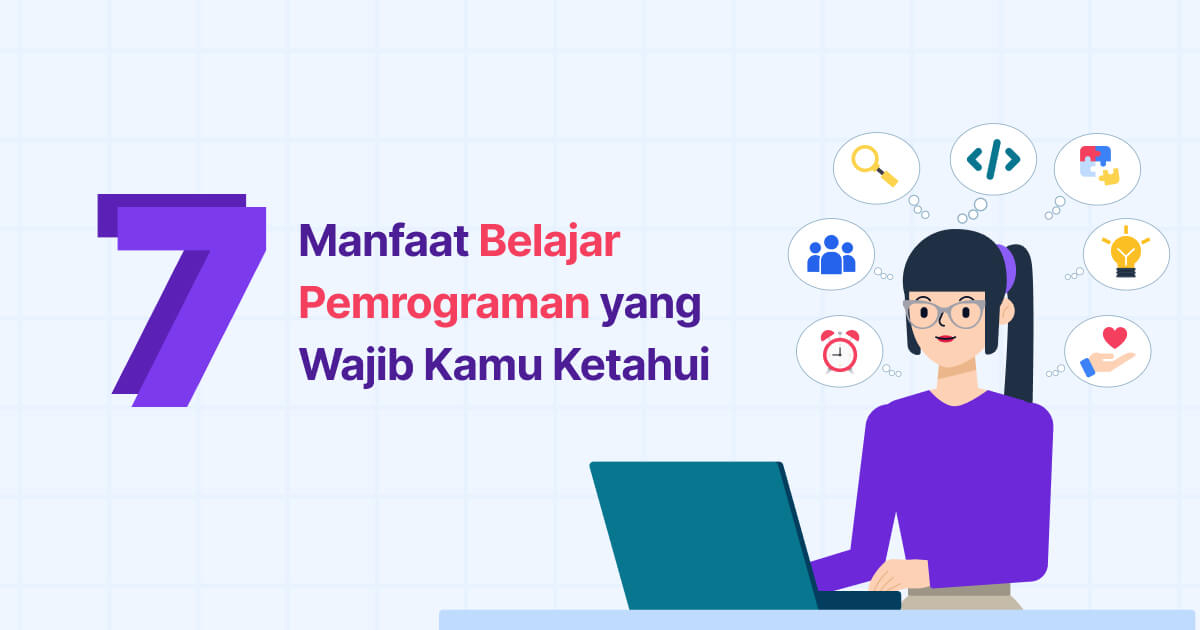 7
Manfaat Belajar
Pemrograman yang
Wajib Kamu Ketahui
</>